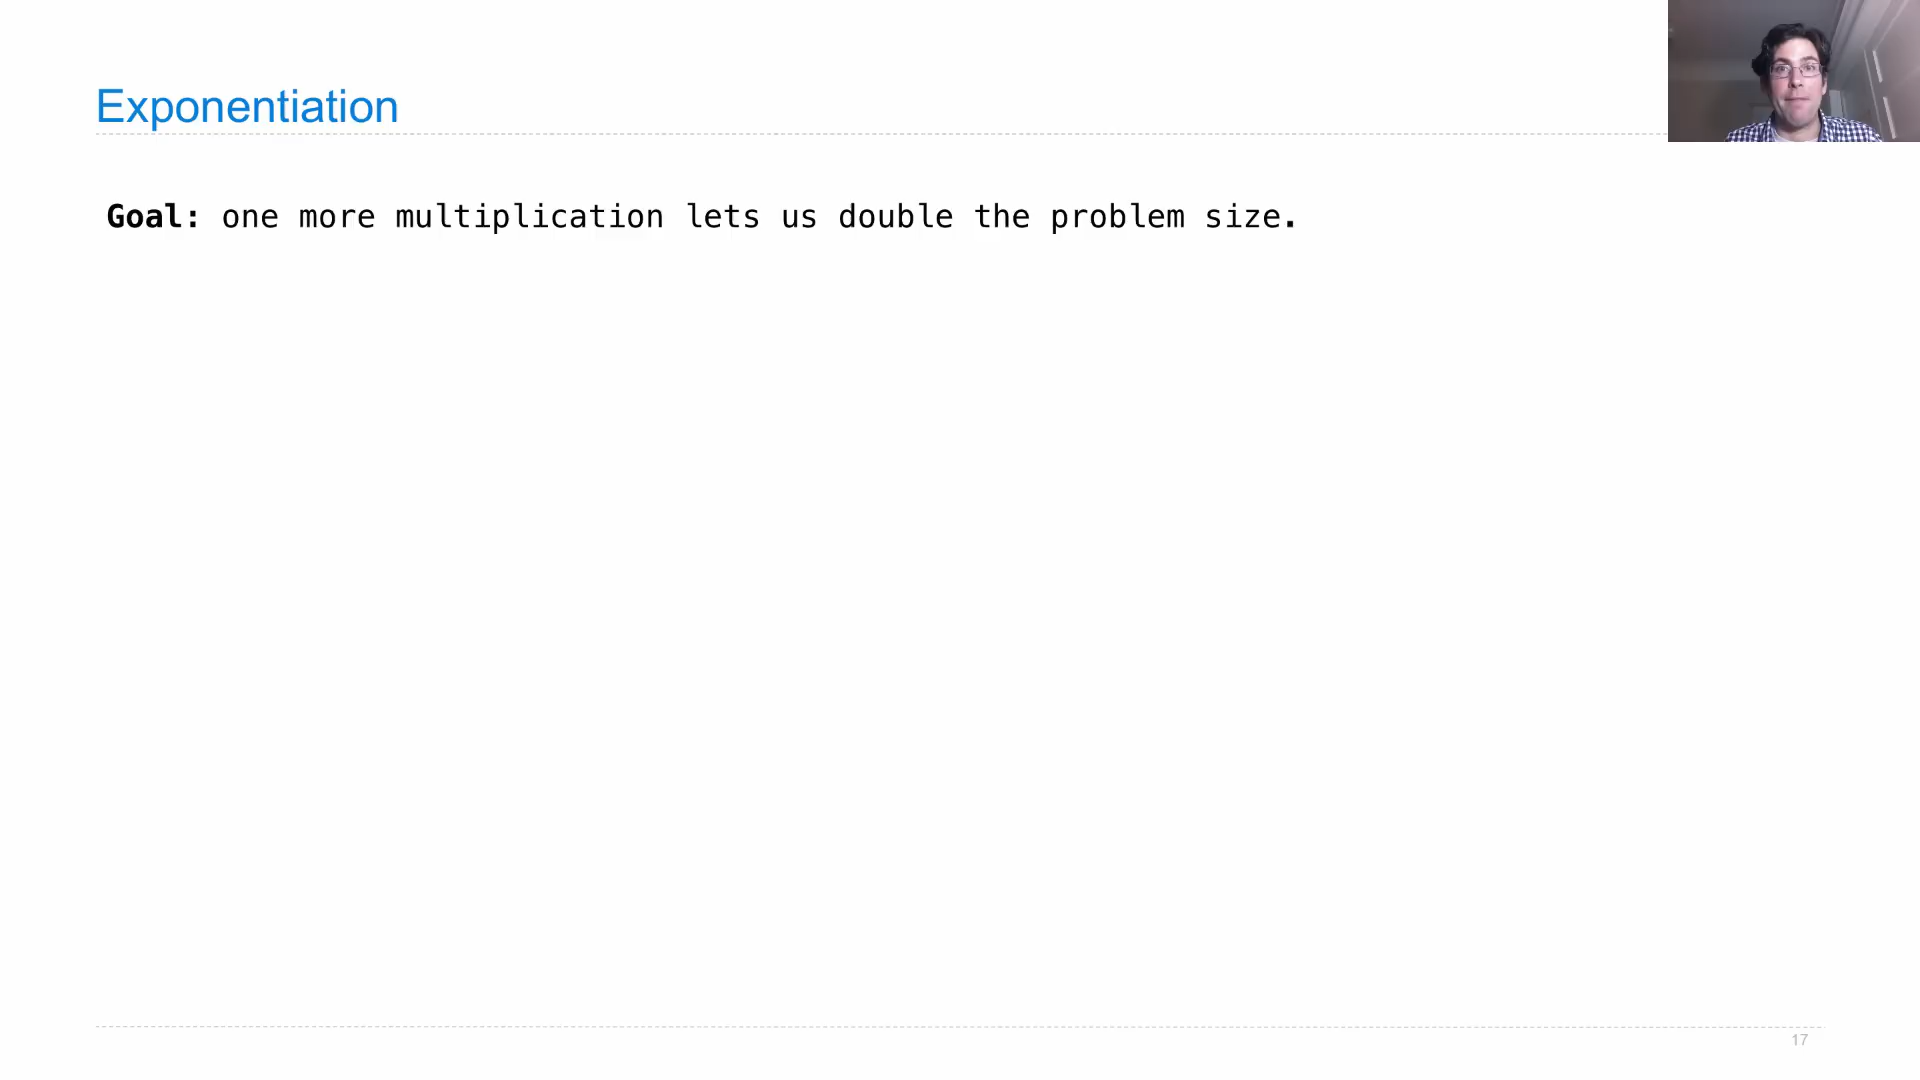 Exponentiation
Goal: one more multiplication lets us double the problem size.
17